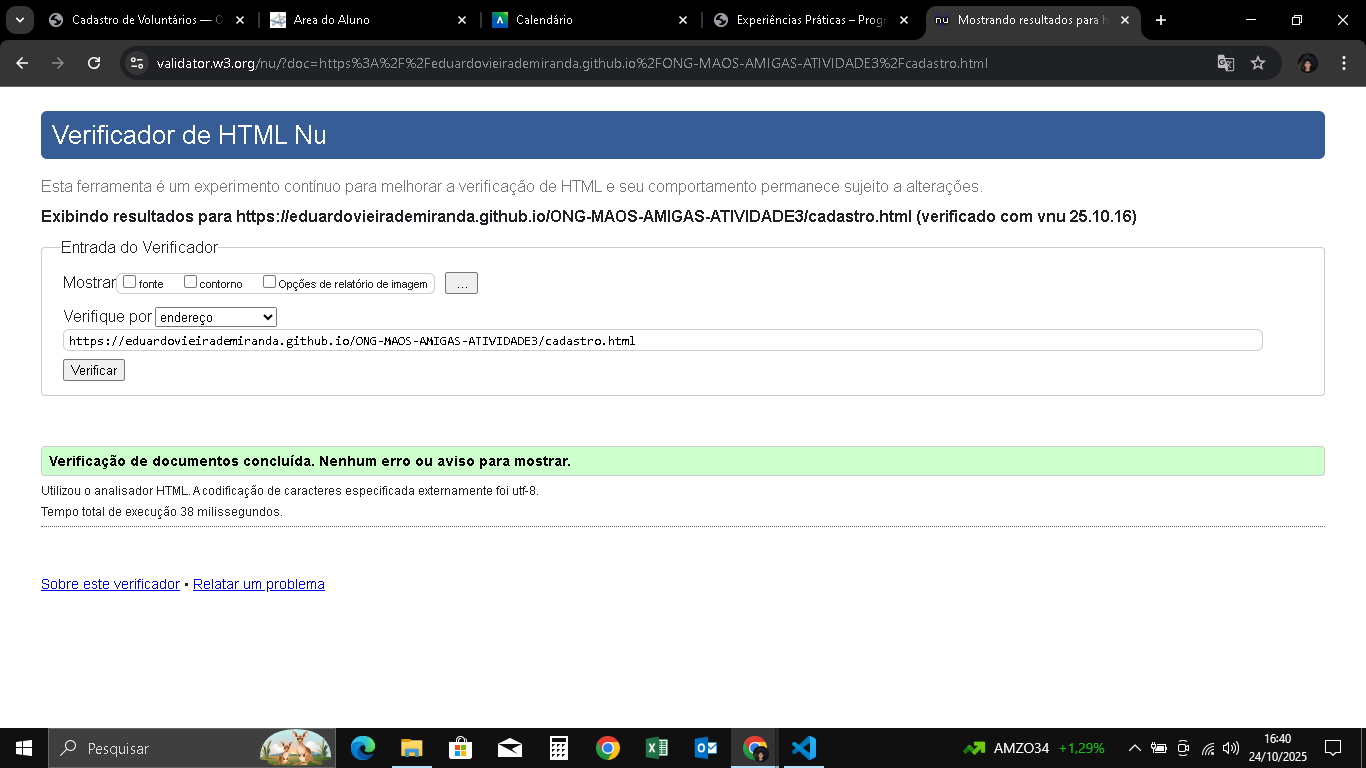 Cadastro de Voluntários — O
Area do Aluno
Calendário
Experiências Práticas – Progr
nu Mostrando resultados para h
validator.w3.org/nu/?doc=https%3A%2F%2Feduardovieirademiranda.github.io%2FONG-MAOS-AMIGAS-ATIVIDADE3%2Fcadastro.html
Verificador de HTML Nu
Esta ferramenta é um experimento contínuo para melhorar a verificação de HTML e seu comportamento permanece sujeito a alterações.
Exibindo resultados para https://eduardovieirademiranda.github.io/ONG-MAOS-AMIGAS-ATIVIDADE3/cadastro.html (verificado com vnu 25.10.16)
Entrada do Verificador
Mostrar fonte contorno Opções de relatório de imagem ...
Verifique por endereço
https://eduardovieirademiranda.github.io/ONG-MAOS-AMIGAS-ATIVIDADE3/cadastro.html
Verificar
Verificação de documentos concluída. Nenhum erro ou aviso para mostrar.
Utilizou o analisador HTML. A codificação de caracteres especificada externamente foi utf-8.
Tempo total de execução 38 milissegundos.
Sobre este verificador • Relatar um problema
Pesquisar
AMZO34 +1,29%
16:40
24/10/2025